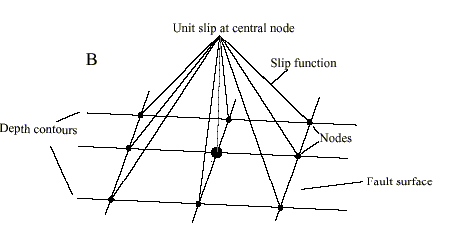 Unit slip at central node
B
Slip function
Depth contours
Nodes
Fault surface